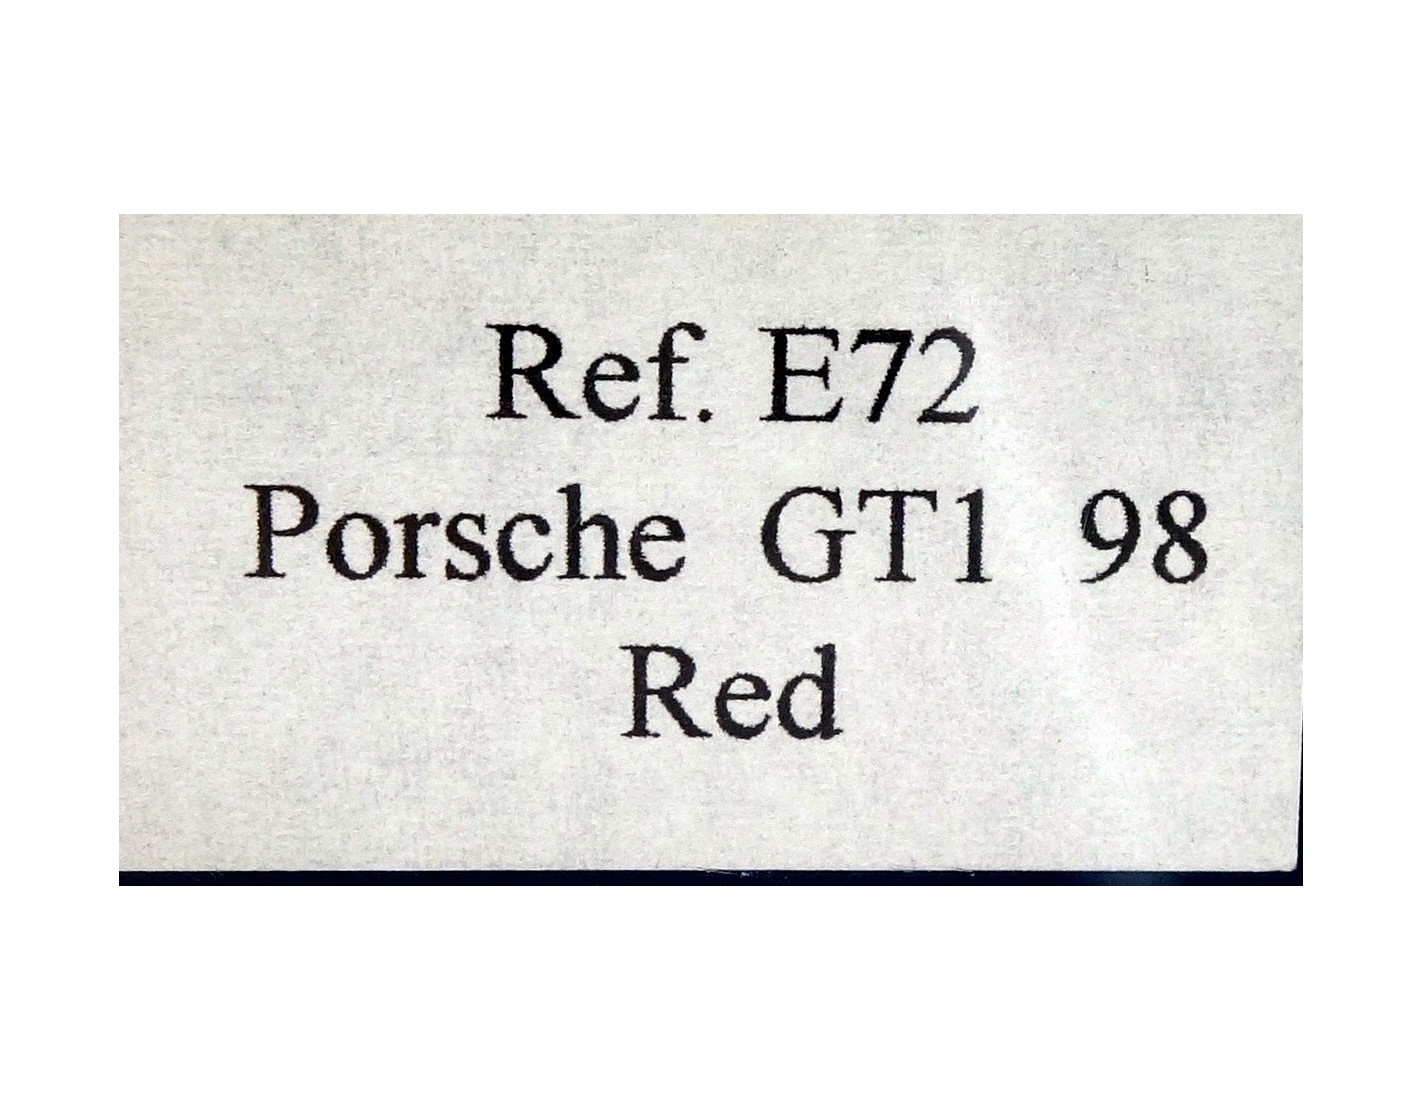 Ref. E72
Porsche GT1 98
Red